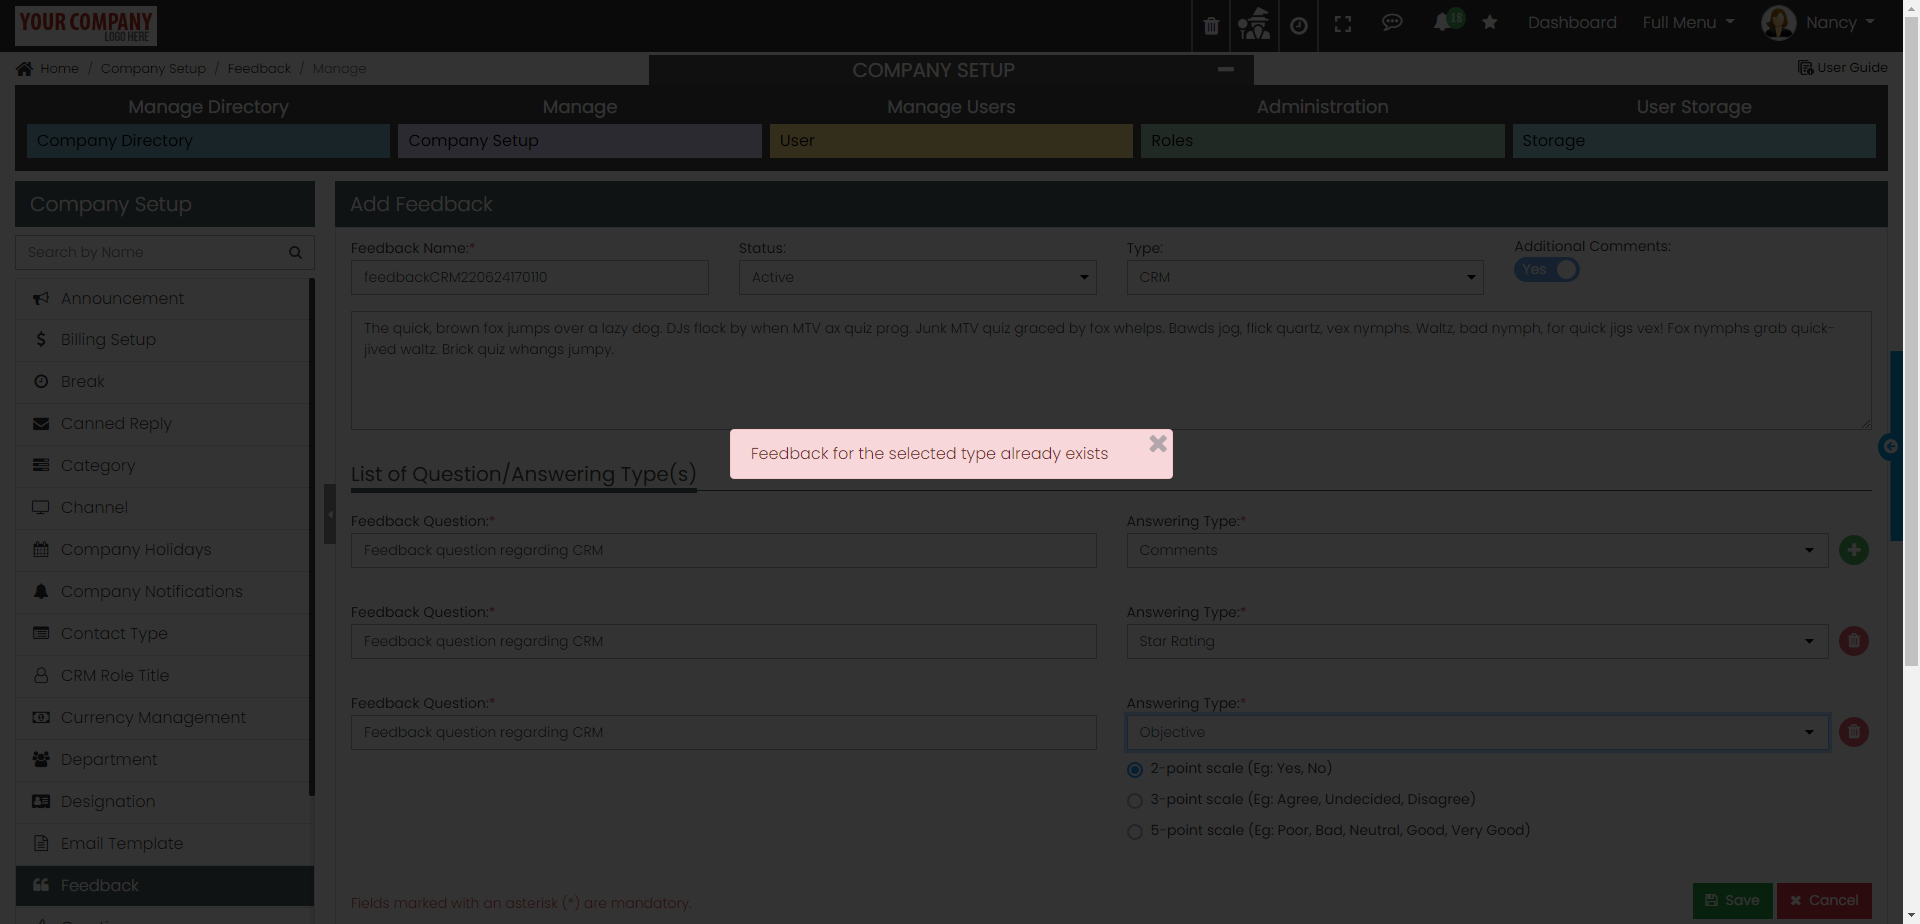 YOUR COMPANY
LOGO HERE
18
Dashboard
Full Menu
Nancy
Home / Company Setup / Feedback / Manage
COMPANY SETUP
User Guide
Manage Directory
Manage
Manage Users
Administration
User Storage
Company Directory
Company Setup
User
Roles
Storage
Company Setup
Search by Name
Announcement
Billing Setup
Break
Canned Reply
Category
Channel
Company Holidays
Company Notifications
Contact Type
CRM Role Title
Currency Management
Department
Designation
Email Template
Feedback
Add Feedback
Feedback Name:*
Status:
Type:
Additional Comments:
feedbackCRM220624170110
Active
CRM
Yes
The quick, brown fox jumps over a lazy dog. DJs flock by when MTV ax quiz prog. Junk MTV quiz graced by fox whelps. Bawds jog, flick quartz, vex nymphs. Waltz, bad nymph, for quick jigs vex! Fox nymphs grab quick-
jived waltz. Brick quiz whangs jumpy.
Feedback for the selected type already exists
List of Question/Answering Type(s)
Feedback Question:*
Answering Type:*
Feedback question regarding CRM
Comments
Feedback Question:*
Answering Type:*
Feedback question regarding CRM
Star Rating
Feedback Question:*
Answering Type:*
Feedback question regarding CRM
Objective
2-point scale (Eg: Yes, No)
3-point scale (Eg: Agree, Undecided, Disagree)
5-point scale (Eg: Poor, Bad, Neutral, Good, Very Good)
Fields marked with an asterisk (*) are mandatory.
Save
Cancel